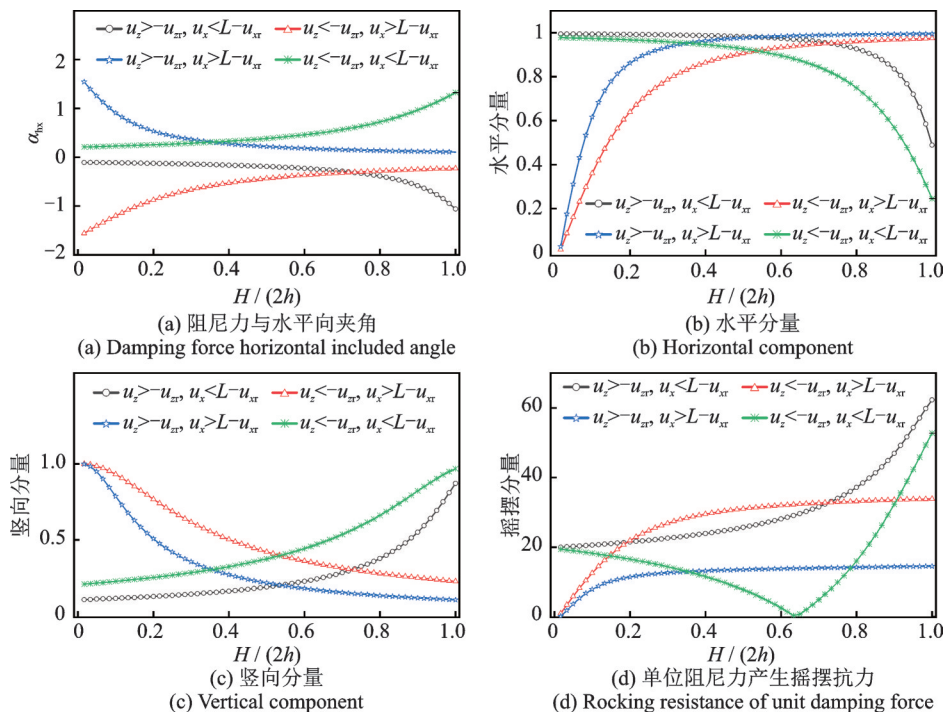 u_z>−u_zr, u_x<L−u_xr u_z<−u_zr, u_x>L−u_xr
u_z>−u_zr, u_x>L−u_xr u_z<−u_zr, u_x<L−u_xr
2
1
0
−1
−2
α_hx
0 0.2 0.4 0.6 0.8 1.0
H / (2h)
(a) 阻尼力与水平向夹角
(a) Damping force horizontal included angle
1
0.8
0.6
0.4
0.2
0
水平分量
u_z>−u_zr, u_x<L−u_xr u_z<−u_zr, u_x>L−u_xr
u_z>−u_zr, u_x>L−u_xr u_z<−u_zr, u_x<L−u_xr
0 0.2 0.4 0.6 0.8 1.0
H / (2h)
(b) 水平分量
(b) Horizontal component
u_z>−u_zr, u_x<L−u_xr u_z<−u_zr, u_x>L−u_xr
u_z>−u_zr, u_x>L−u_xr u_z<−u_zr, u_x<L−u_xr
1.0
0.5
0
竖向分量
0 0.2 0.4 0.6 0.8 1.0
H / (2h)
(c) 竖向分量
(c) Vertical component
u_z>−u_zr, u_x<L−u_xr u_z<−u_zr, u_x>L−u_xr
u_z>−u_zr, u_x>L−u_xr u_z<−u_zr, u_x<L−u_xr
60
40
20
0
摇摆分量
0 0.2 0.4 0.6 0.8 1.0
H / (2h)
(d) 单位阻尼力产生摇摆抗力
(d) Rocking resistance of unit damping force